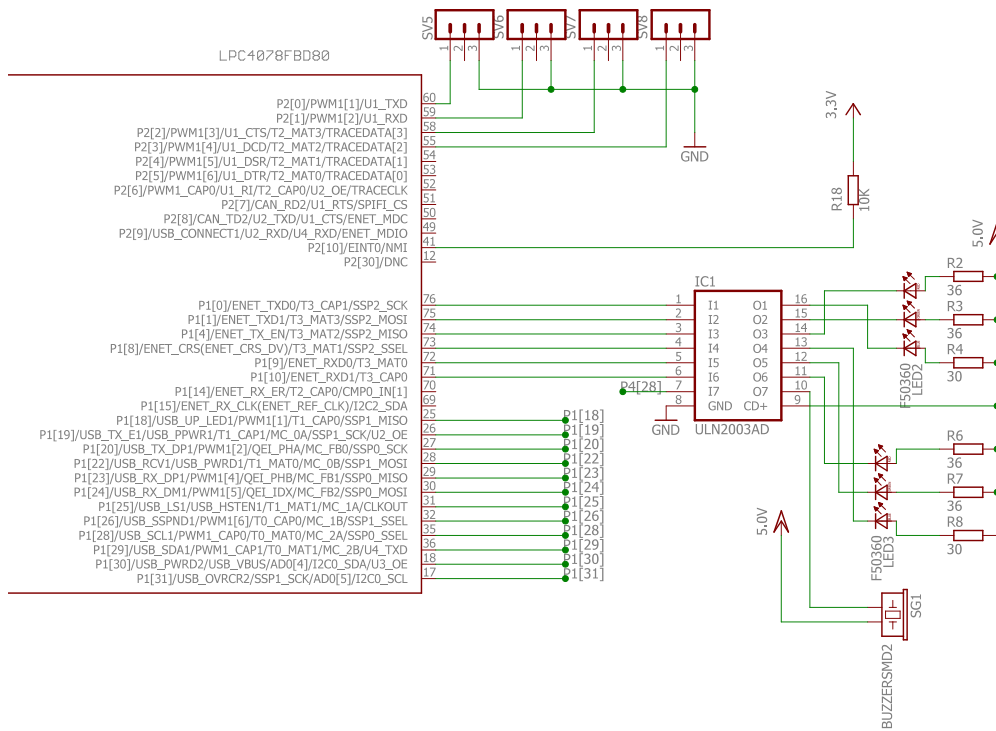 SV5
SV6
SV7
SV8
1
2
3
1
2
3
1
2
3
1
2
3
LPC4078FBD80
P2[0]/PWM1[1]/U1_TXD 60
P2[1]/PWM1[2]/U1_RXD 59
P2[2]/PWM1[3]/U1_CTS/T2_MAT3/TRACEDATA[3] 58
P2[3]/PWM1[4]/U1_DCD/T2_MAT2/TRACEDATA[2] 55
P2[4]/PWM1[5]/U1_DSR/T2_MAT1/TRACEDATA[1] 54
P2[5]/PWM1[6]/U1_DTR/T2_MAT0/TRACEDATA[0] 53
P2[6]/PWM1_CAP0/U1_RI/T2_CAP0/U2_OE/TRACECLK 52
P2[7]/CAN_RD2/U1_RTS/SPIFI_CS 51
P2[8]/CAN_TD2/U2_TXD/U1_CTS/ENET_MDC 50
P2[9]/USB_CONNECT1/U2_RXD/U4_RXD/ENET_MDIO 49
P2[10]/EINT0/NMI 41
P2[30]/DNC 12
GND
3.3V
R18
10K
5.0V
P1[0]/ENET_TXD0/T3_CAP1/SSP2_SCK 76
P1[1]/ENET_TXD1/T3_MAT3/SSP2_MOSI 75
P1[4]/ENET_TX_EN/T3_MAT2/SSP2_MISO 74
P1[8]/ENET_CRS(ENET_CRS_DV)/T3_MAT1/SSP2_SSEL 73
P1[9]/ENET_RXD0/T3_MAT0 72
P1[10]/ENET_RXD1/T3_CAP0 71
P1[14]/ENET_RX_ER/T2_CAP0/CMP0_IN[1] 70
P1[15]/ENET_RX_CLK(ENET_REF_CLK)/I2C2_SDA 69
P1[18]/USB_UP_LED1/PWM1[1]/T1_CAP0/SSP1_MISO 25 P1[18]
P1[19]/USB_TX_E1/USB_PPWR1/T1_CAP1/MC_0A/SSP1_SCK/U2_OE 26 P1[19]
P1[20]/USB_TX_DP1/PWM1[2]/QEI_PHA/MC_FB0/SSP0_SCK 27 P1[20]
P1[22]/USB_RCV1/USB_PWRD1/T1_MAT0/MC_0B/SSP1_MOSI 28 P1[22]
P1[23]/USB_RX_DP1/PWM1[4]/QEI_PHB/MC_FB1/SSP0_MISO 29 P1[23]
P1[24]/USB_RX_DM1/PWM1[5]/QEI_IDX/MC_FB2/SSP0_MOSI 30 P1[24]
P1[25]/USB_LS1/USB_HSTEN1/T1_MAT1/MC_1A/CLKOUT 31 P1[25]
P1[26]/USB_SSPND1/PWM1[6]/T0_CAP0/MC_1B/SSP1_SSEL 32 P1[26]
P1[28]/USB_SCL1/PWM1_CAP0/T0_MAT0/MC_2A/SSP0_SSEL 35 P1[28]
P1[29]/USB_SDA1/PWM1_CAP1/T0_MAT1/MC_2B/U4_TXD 36 P1[29]
P1[30]/USB_PWRD2/USB_VBUS/AD0[4]/I2C0_SDA/U3_OE 18 P1[30]
P1[31]/USB_OVRCR2/SSP1_SCK/AD0[5]/I2C0_SCL 17 P1[31]
IC1
1 I1 O1 16
2 I2 O2 15
3 I3 O3 14
4 I4 O4 13
5 I5 O5 12
6 I6 O6 11
P4[28] 7 I7 O7 10
8 GND CD+ 9
GND
ULN2003AD
R2
36
R3
36
R4
30
F50360
LED2
R6
36
R7
36
R8
30
F50360
LED3
5.0V
SG1
BUZZERSMD2